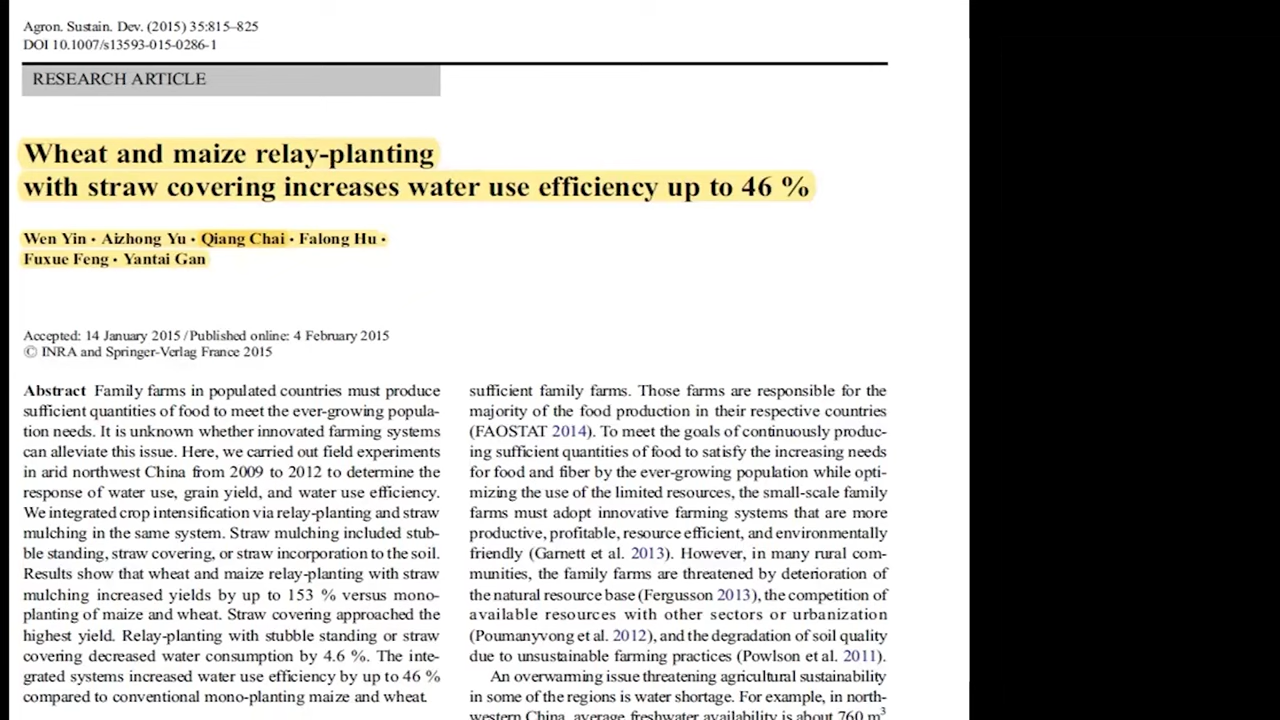 Agron. Sustain. Dev. (2015) 35:815–825
DOI 10.1007/s13593-015-0286-1
RESEARCH ARTICLE
Wheat and maize relay-planting
with straw covering increases water use efficiency up to 46 %
Wen Yin · Aizhong Yu · Qiang Chai · Falong Hu ·
Fuxue Feng · Yantai Gan
Accepted: 14 January 2015 / Published online: 4 February 2015
© INRA and Springer-Verlag France 2015
Abstract Family farms in populated countries must produce
sufficient quantities of food to meet the ever-growing popula-
tion needs. It is unknown whether innovated farming systems
can alleviate this issue. Here, we carried out field experiments
in arid northwest China from 2009 to 2012 to determine the
response of water use, grain yield, and water use efficiency.
We integrated crop intensification via relay-planting and straw
mulching in the same system. Straw mulching included stub-
ble standing, straw covering, or straw incorporation to the soil.
Results show that wheat and maize relay-planting with straw
mulching increased yields by up to 153 % versus mono-
planting of maize and wheat. Straw covering approached the
highest yield. Relay-planting with stubble standing or straw
covering decreased water consumption by 4.6 %. The inte-
grated systems increased water use efficiency by up to 46 %
compared to conventional mono-planting maize and wheat.
sufficient family farms. Those farms are responsible for the
majority of the food production in their respective countries
(FAOSTAT 2014). To meet the goals of continuously produc-
ing sufficient quantities of food to satisfy the increasing needs
for food and fiber by the ever-growing population while opti-
mizing the use of the limited resources, the small-scale family
farms must adopt innovative farming systems that are more
productive, profitable, resource efficient, and environmentally
friendly (Garnett et al. 2013). However, in many rural com-
munities, the family farms are threatened by deterioration of
the natural resource base (Fergusson 2013), the competition of
available resources with other sectors or urbanization
(Poumanyvong et al. 2012), and the degradation of soil quality
due to unsustainable farming practices (Powlson et al. 2011).
An overwarming issue threatening agricultural sustainability
in some of the regions is water shortage. For example, in north-
western China, average freshwater availability is about 760 m³